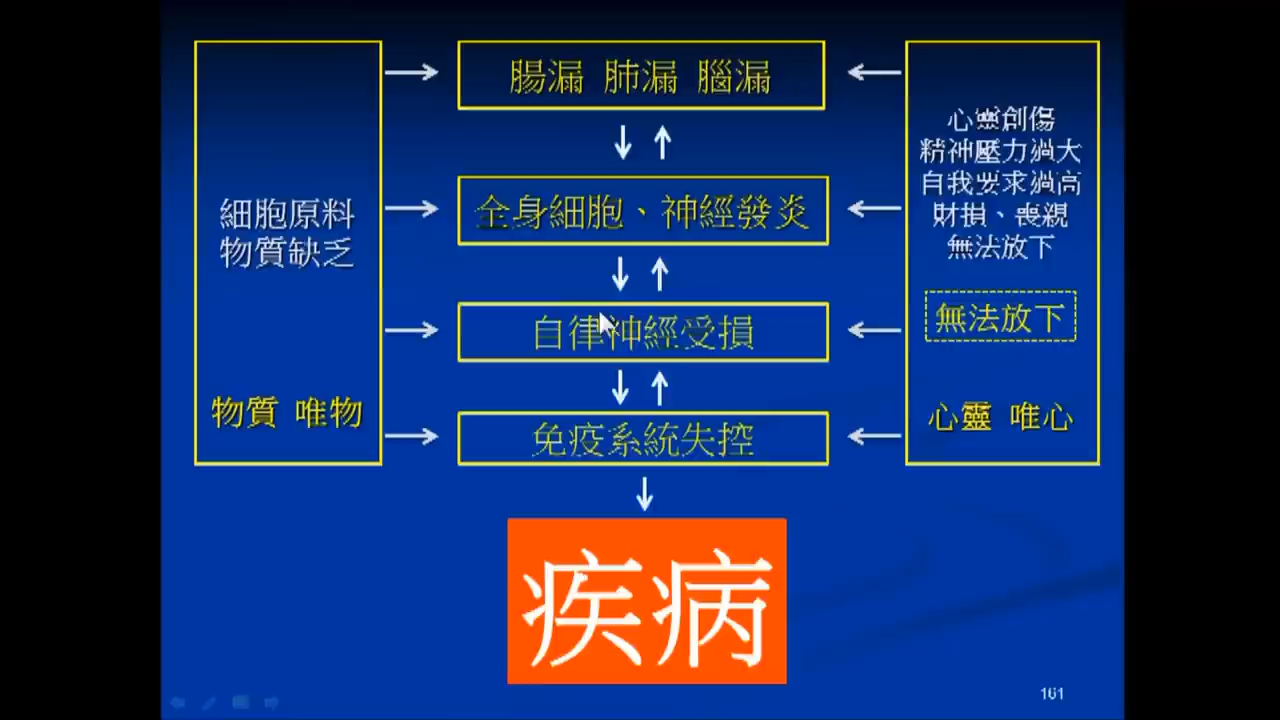 腸漏 肺漏 腦漏
全身細胞、神經發炎
自律神經受損
免疫系統失控
疾病
細胞原料
物質缺乏
物質 唯物
心靈創傷
精神壓力過大
自我要求過高
財損、喪親
無法放下
無法放下
心靈 唯心
161